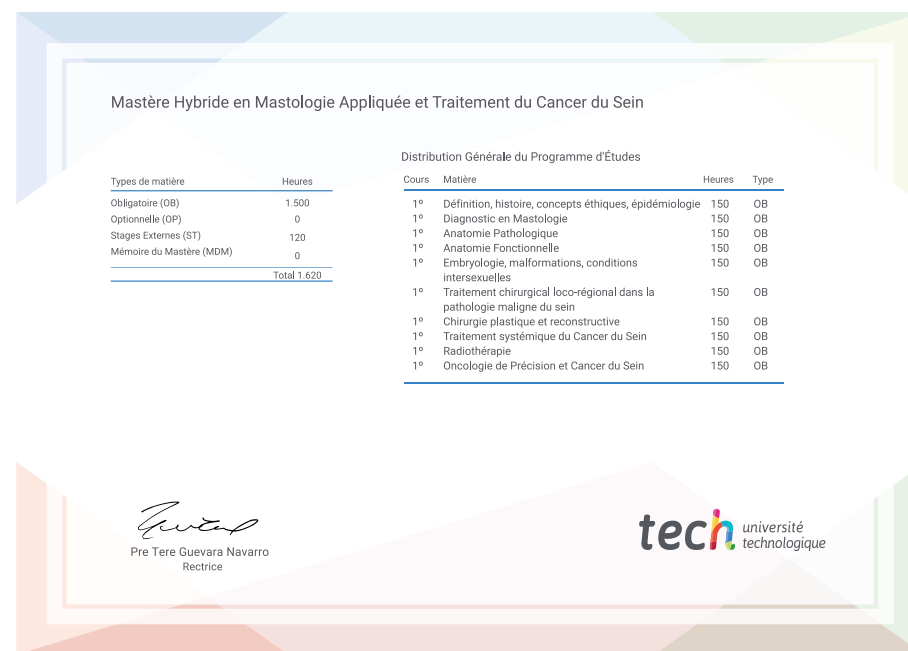 Mastère Hybride en Mastologie Appliquée et Traitement du Cancer du Sein
Types de matière Heures
Obligatoire (OB) 1.500
Optionnelle (OP) 0
Stages Externes (ST) 120
Mémoire du Mastère (MDM) 0
Total 1.620
Distribution Générale du Programme d'Études
Cours Matière Heures Type
1º Définition, histoire, concepts éthiques, épidémiologie 150 OB
1º Diagnostic en Mastologie 150 OB
1º Anatomie Pathologique 150 OB
1º Anatomie Fonctionnelle 150 OB
1º Embryologie, malformations, conditions 150 OB
intersexuelles
1º Traitement chirurgical loco-régional dans la 150 OB
pathologie maligne du sein
1º Chirurgie plastique et reconstructive 150 OB
1º Traitement systémique du Cancer du Sein 150 OB
1º Radiothérapie 150 OB
1º Oncologie de Précision et Cancer du Sein 150 OB
Pre Tere Guevara Navarro
Rectrice
tech université
technologique